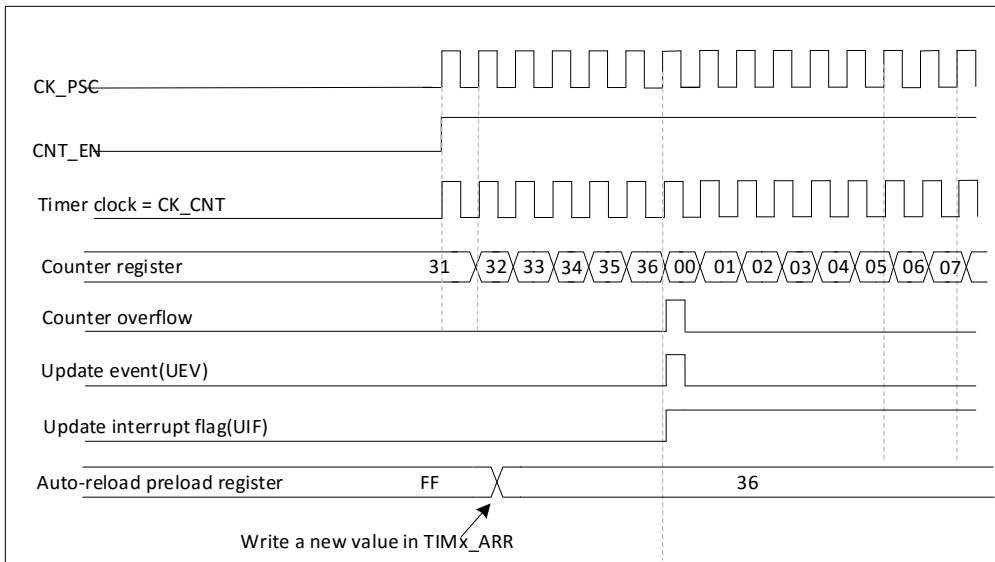 CK_PSC
CNT_EN
Timer clock = CK_CNT
Counter register 31 32 33 34 35 36 00 01 02 03 04 05 06 07
Counter overflow
Update event(UEV)
Update interrupt flag(UIF)
Auto-reload preload register FF 36
Write a new value in TIMx_ARR